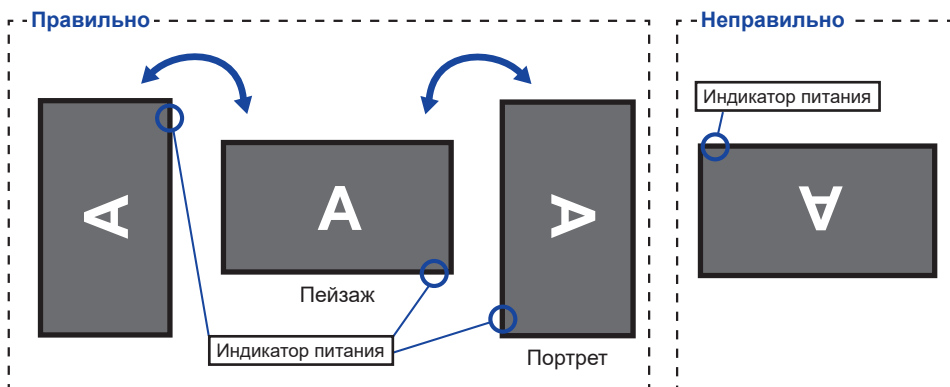 Правильно
Неправильно
Индикатор питания
A
A
A
A
Пейзаж
Индикатор питания
Портрет